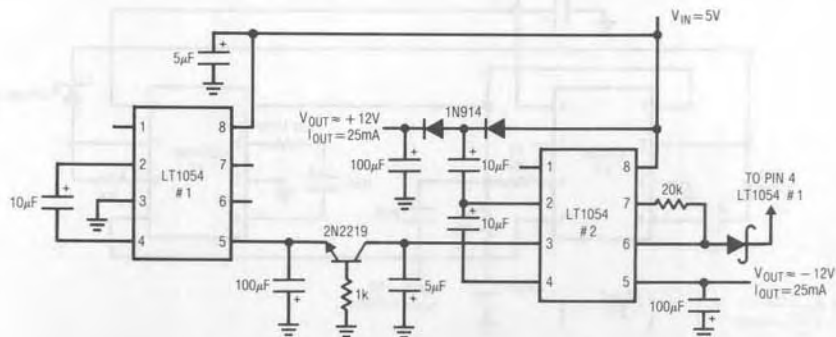 V_IN = 5V
5μF
+
V_OUT ≈ +12V
I_OUT = 25mA
1N914
1
2
3
4
8
7
6
5
LT1054
#1
10μF
+
100μF
+
10μF
+
10μF
+
1
2
3
4
8
7
6
5
LT1054
#2
20k
TO PIN 4
LT1054 #1
2N2219
100μF
+
1k
5μF
+
V_OUT ≈ −12V
I_OUT = 25mA
100μF
+